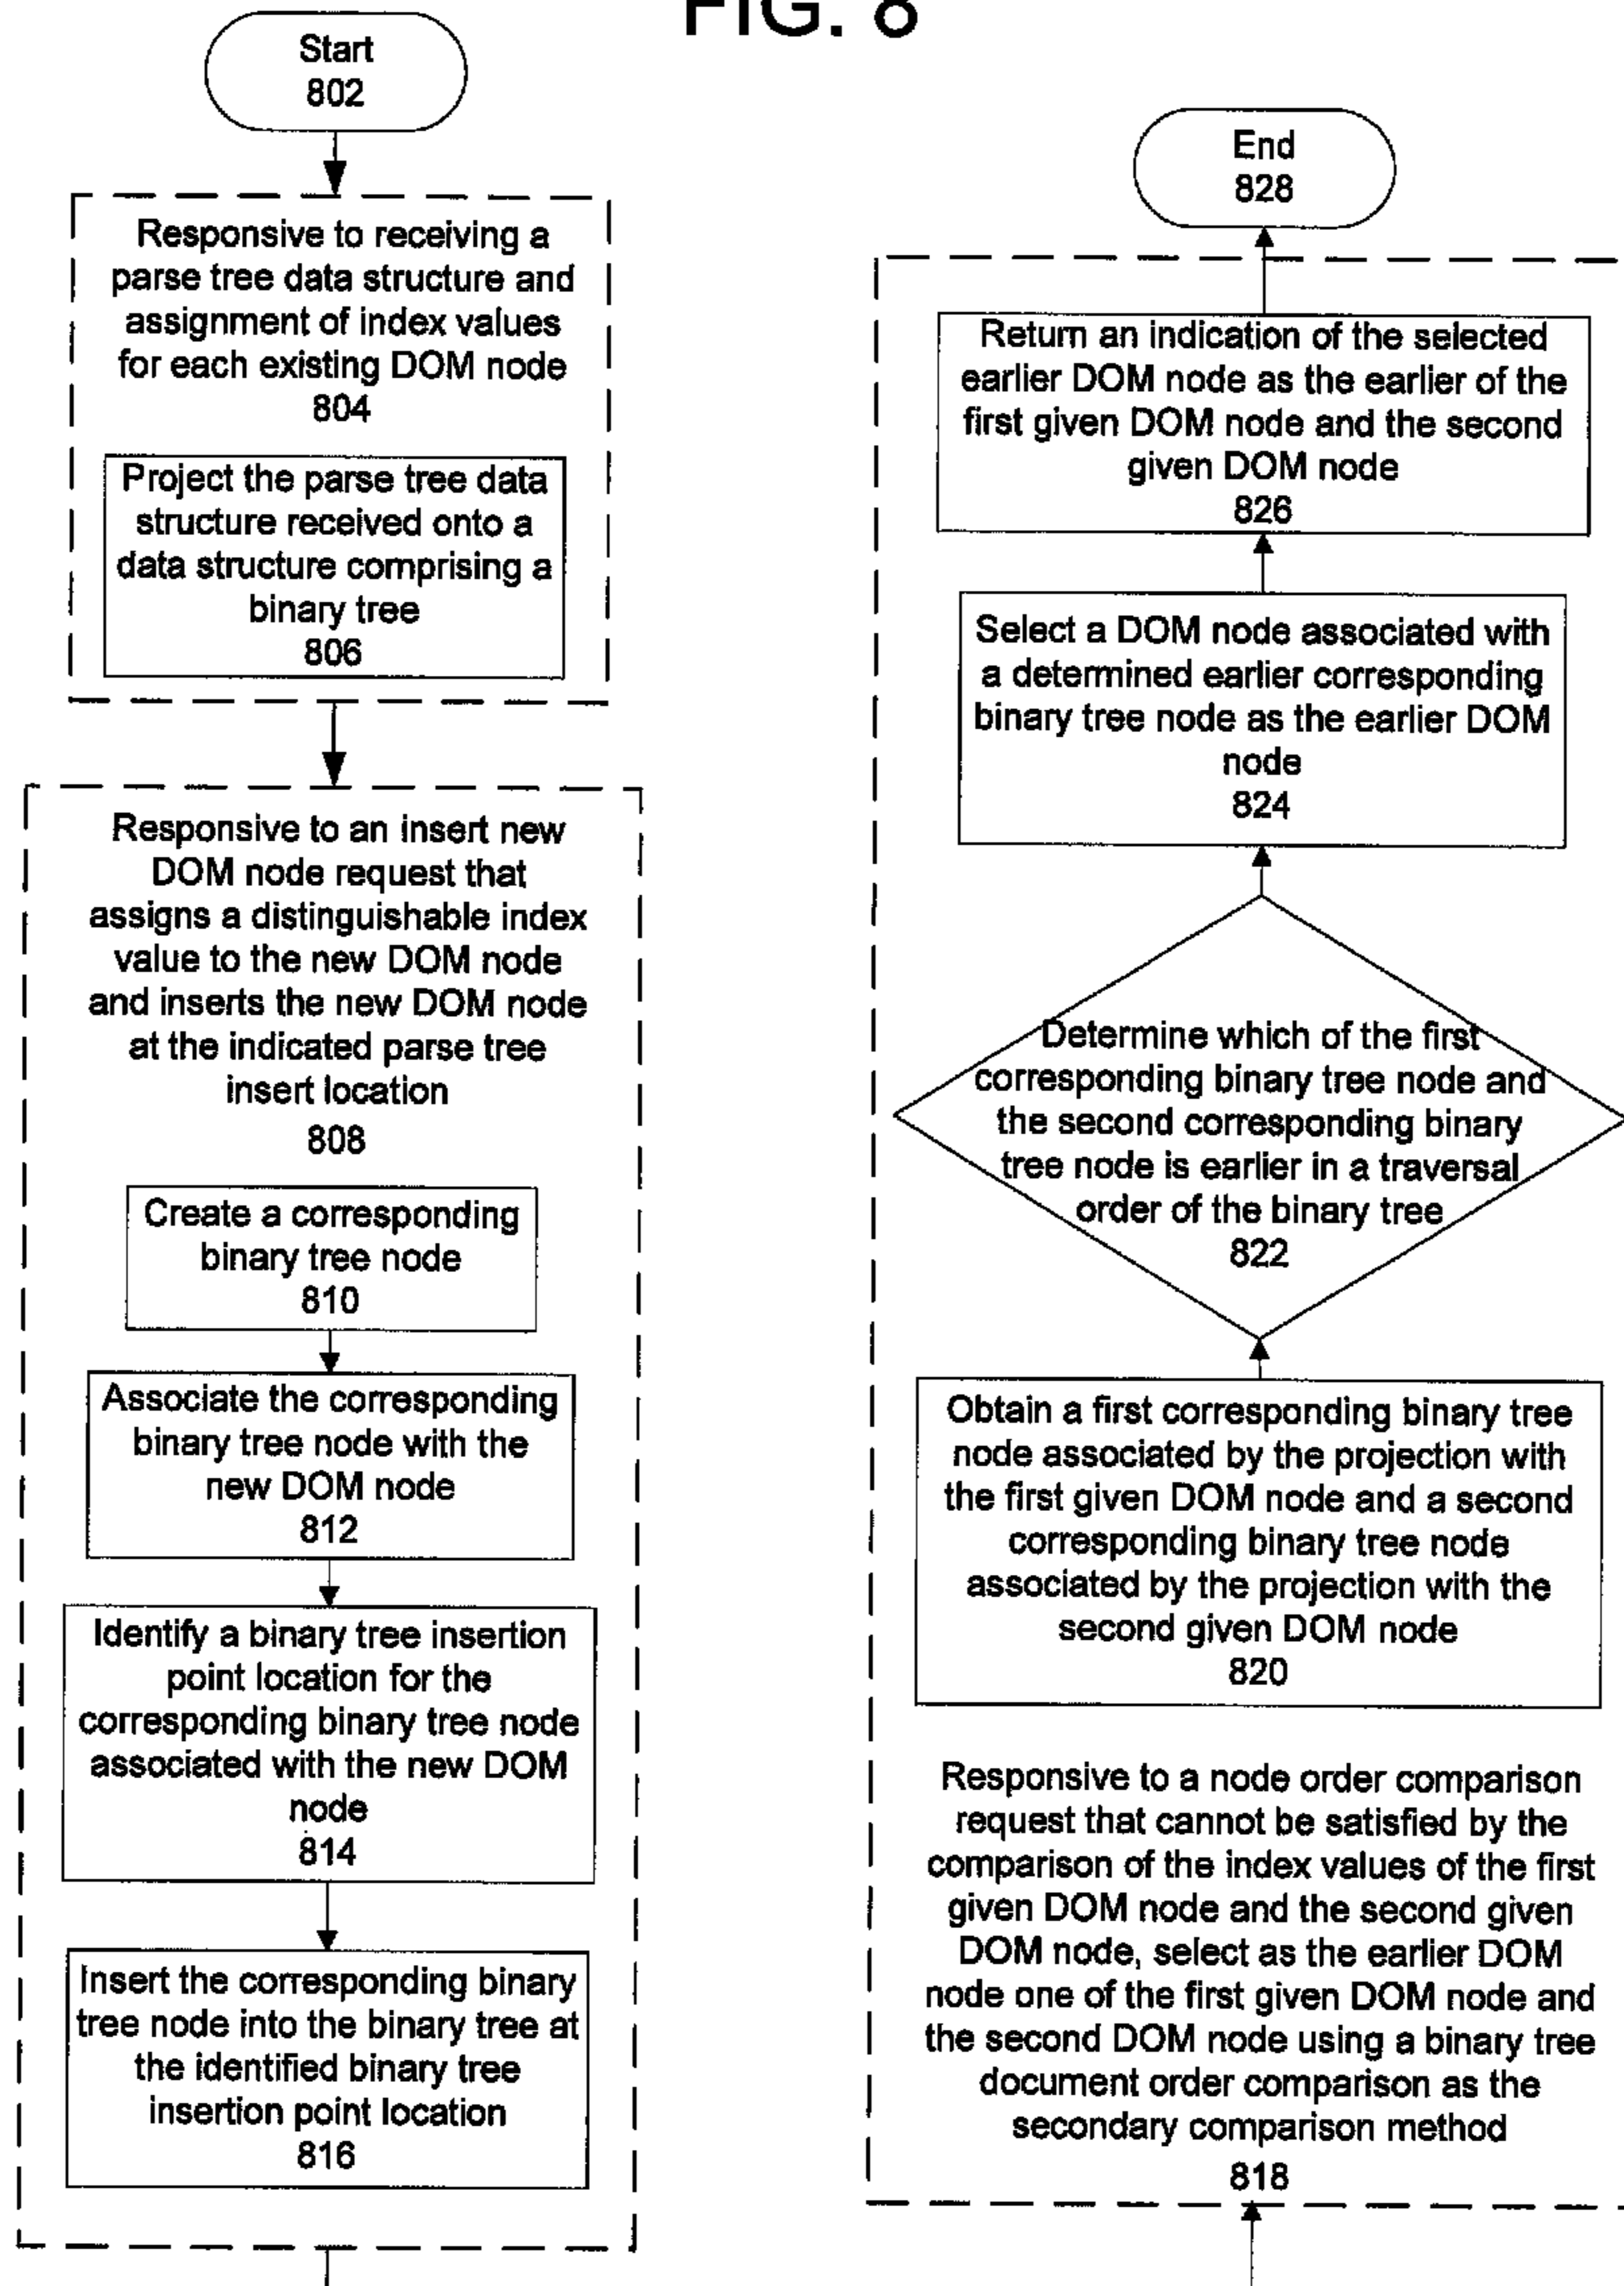 FIG. 8
Start
802
Responsive to receiving a
parse tree data structure and
assignment of index values
for each existing DOM node
804
Project the parse tree data
structure received onto a
data structure comprising a
binary tree
806
Responsive to an insert new
DOM node request that
assigns a distinguishable index
value to the new DOM node
and inserts the new DOM node
at the indicated parse tree
insert location
808
Create a corresponding
binary tree node
810
Associate the corresponding
binary tree node with the
new DOM node
812
Identify a binary tree insertion
point location for the
corresponding binary tree node
associated with the new DOM
node
814
Insert the corresponding binary
tree node into the binary tree at
the identified binary tree
insertion point location
816
End
828
Return an indication of the selected
earlier DOM node as the earlier of the
first given DOM node and the second
given DOM node
826
Select a DOM node associated with
a determined earlier corresponding
binary tree node as the earlier DOM
node
824
Determine which of the first
corresponding binary tree node and
the second corresponding binary
tree node is earlier in a traversal
order of the binary tree
822
Obtain a first corresponding binary tree
node associated by the projection with
the first given DOM node and a second
corresponding binary tree node
associated by the projection with the
second given DOM node
820
Responsive to a node order comparison
request that cannot be satisfied by the
comparison of the index values of the first
given DOM node and the second given
DOM node, select as the earlier DOM
node one of the first given DOM node and
the second DOM node using a binary tree
document order comparison as the
secondary comparison method
818